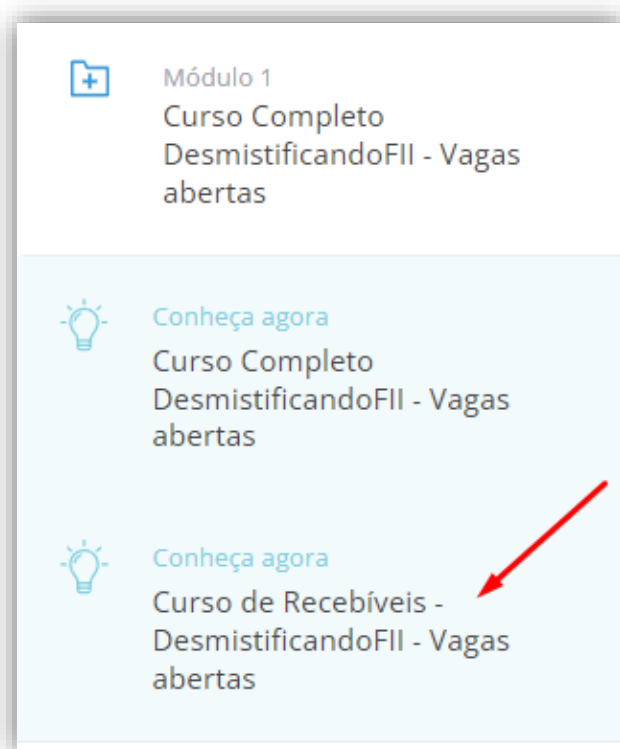 Módulo 1
Curso Completo
DesmistificandoFII - Vagas
abertas
Conheça agora
Curso Completo
DesmistificandoFII - Vagas
abertas
Conheça agora
Curso de Recebíveis -
DesmistificandoFII - Vagas
abertas